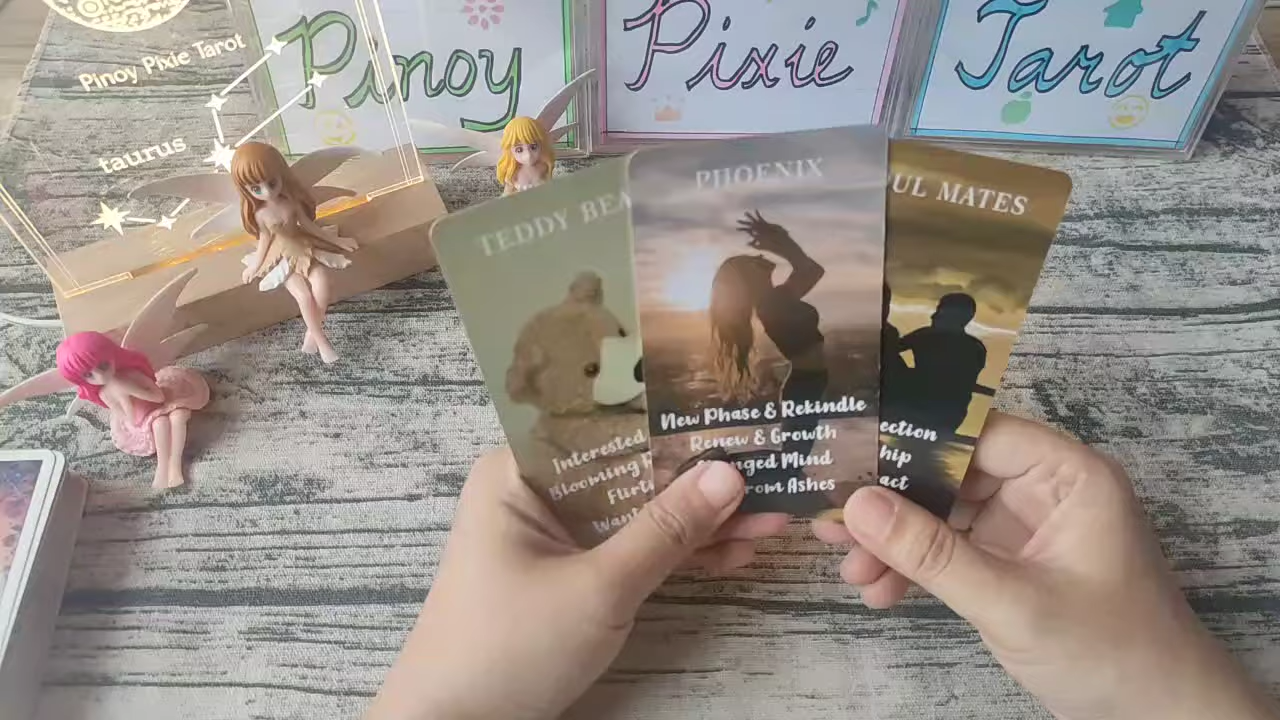 Pinoy Pixie Tarot
taurus
Pinoy
Pixie
Tarot
TEDDY BEA
Interested
Blooming
Flirt
PHOENIX
New Phase & Rekindle
Renew & Growth
nged Mind
rom Ashes
UL MATES
ection
hip
act